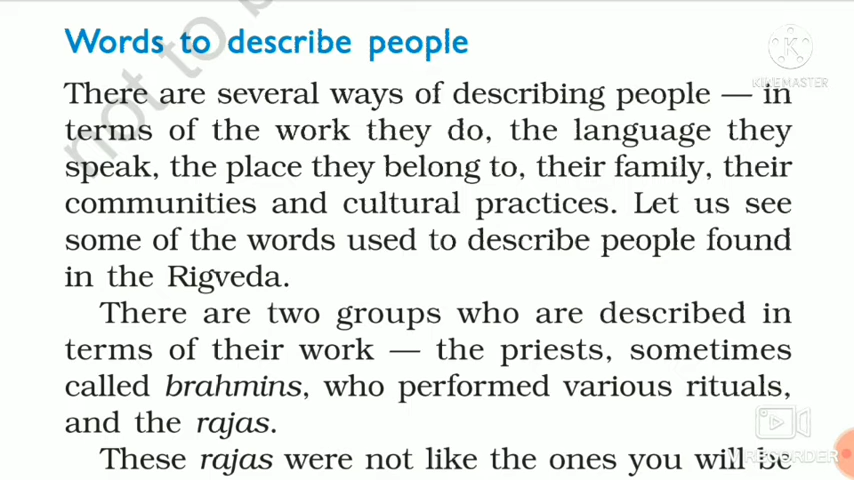 not to b
Words to describe people
KINEMASTER
There are several ways of describing people — in
terms of the work they do, the language they
speak, the place they belong to, their family, their
communities and cultural practices. Let us see
some of the words used to describe people found
in the Rigveda.
There are two groups who are described in
terms of their work — the priests, sometimes
called brahmins, who performed various rituals,
and the rajas.
These rajas were not like the ones you will be